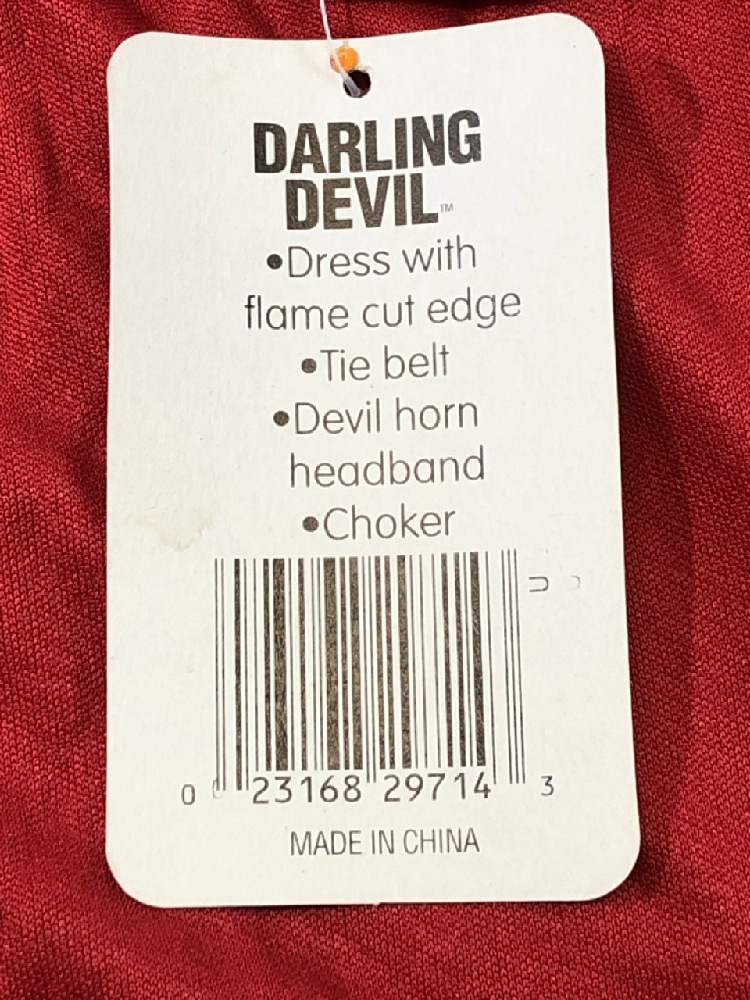 DARLING
DEVIL™
•Dress with
flame cut edge
•Tie belt
•Devil horn
headband
•Choker
0 23168 29714 3
MADE IN CHINA